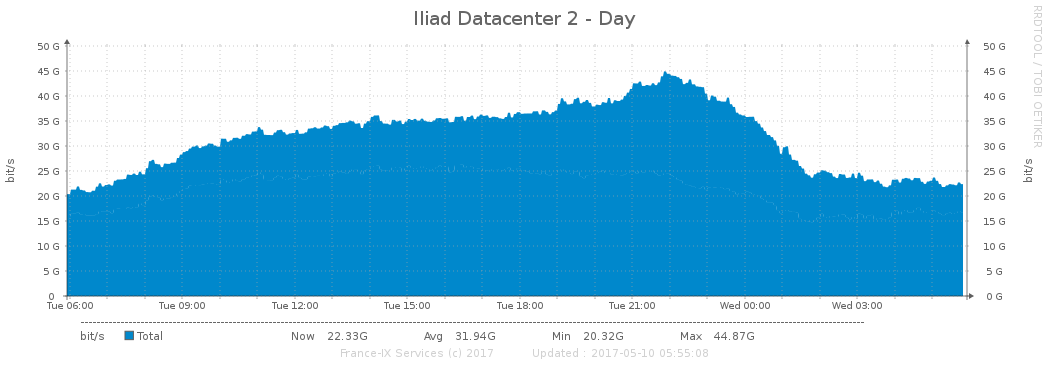 Iliad Datacenter 2 - Day
RRDTOOL / TOBI OETIKER
bit/s
50 G 50 G
45 G 45 G
40 G 40 G
35 G 35 G
30 G 30 G
25 G 25 G
20 G 20 G
15 G 15 G
10 G 10 G
5 G 5 G
0 0 G
bit/s
Tue 06:00 Tue 09:00 Tue 12:00 Tue 15:00 Tue 18:00 Tue 21:00 Wed 00:00 Wed 03:00
bit/s Total Now 22.33G Avg 31.94G Min 20.32G Max 44.87G
France-IX Services (c) 2017 Updated : 2017-05-10 05:55:08